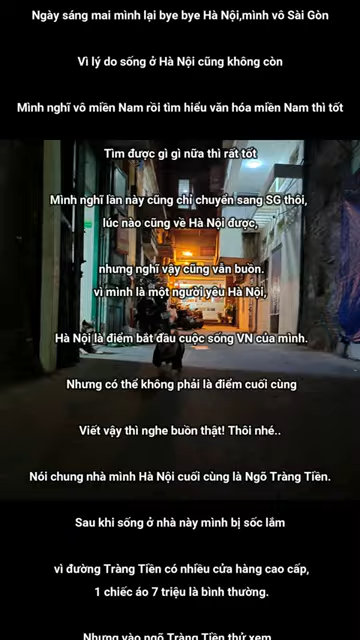 Ngày sáng mai mình lại bye bye Hà Nội,mình vô Sài Gòn
Vì lý do sống ở Hà Nội cũng không còn
Mình nghĩ vô miền Nam rồi tìm hiểu văn hóa miền Nam thì tốt
Tìm được gì gì nữa thì rất tốt
Mình nghĩ lần này cũng chỉ chuyển sang SG thôi,
lúc nào cũng về Hà Nội được,
nhưng nghĩ vậy cũng vẫn buồn.
vì mình là một người yêu Hà Nội,
Hà Nội là điểm bắt đầu cuộc sống VN của mình.
Nhưng có thể không phải là điểm cuối cùng
Viết vậy thì nghe buồn thật! Thôi nhé..
Nói chung nhà mình Hà Nội cuối cùng là Ngõ Tràng Tiền.
Sau khi sống ở nhà này mình bị sốc lắm
vì đường Tràng Tiền có nhiều cửa hàng cao cấp,
1 chiếc áo 7 triệu là bình thường.
Nhưng vào ngõ Tràng Tiền thử xem